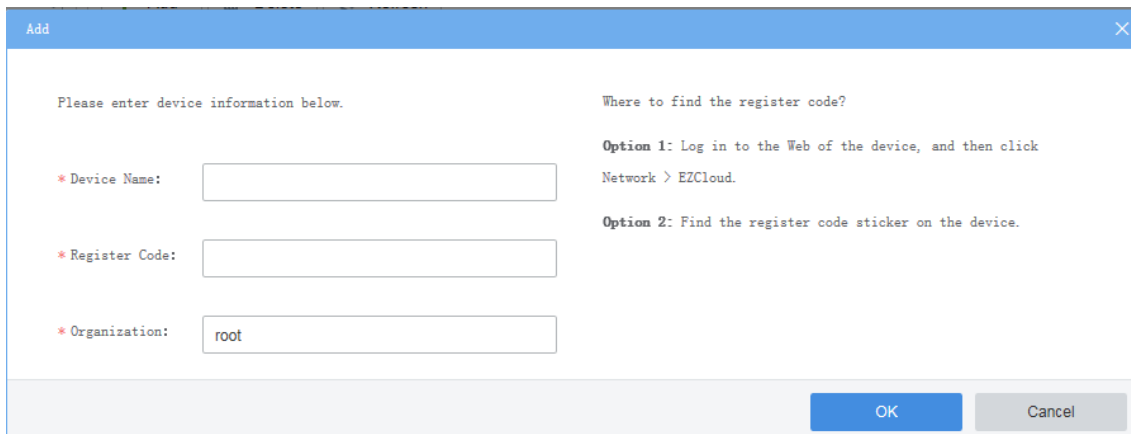 Add
Please enter device information below.
* Device Name:
* Register Code:
* Organization:
root
Where to find the register code?
Option 1: Log in to the Web of the device, and then click
Network > EZCloud.
Option 2: Find the register code sticker on the device.
OK
Cancel